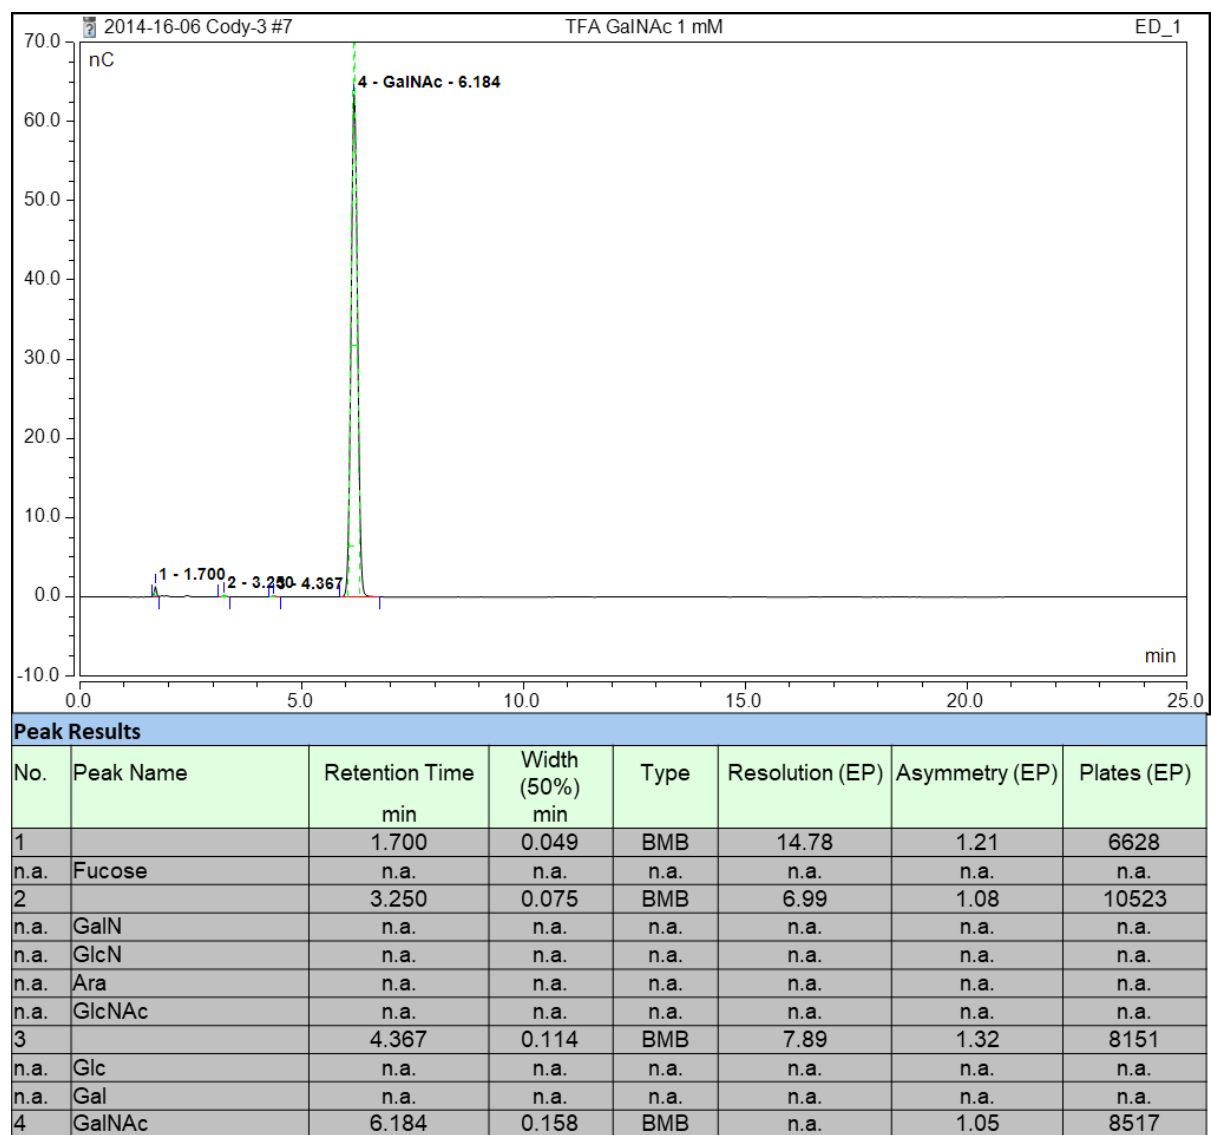 2014-16-06 Cody-3 #7 TFA GalNAc 1 mM ED_1
70.0
nC
4 - GalNAc - 6.184
60.0
50.0
40.0
30.0
20.0
10.0
1 - 1.700
2 - 3.250
3 - 4.367
0.0
min
-10.0
0.0 5.0 10.0 15.0 20.0 25.0
Peak Results
No. Peak Name Retention Time Width (50%) Type Resolution (EP) Asymmetry (EP) Plates (EP)
min min
1 1.700 0.049 BMB 14.78 1.21 6628
n.a. Fucose n.a. n.a. n.a. n.a. n.a. n.a.
2 3.250 0.075 BMB 6.99 1.08 10523
n.a. GalN n.a. n.a. n.a. n.a. n.a. n.a.
n.a. GlcN n.a. n.a. n.a. n.a. n.a. n.a.
n.a. Ara n.a. n.a. n.a. n.a. n.a. n.a.
n.a. GlcNAc n.a. n.a. n.a. n.a. n.a. n.a.
3 4.367 0.114 BMB 7.89 1.32 8151
n.a. Glc n.a. n.a. n.a. n.a. n.a. n.a.
n.a. Gal n.a. n.a. n.a. n.a. n.a. n.a.
4 GalNAc 6.184 0.158 BMB n.a. 1.05 8517